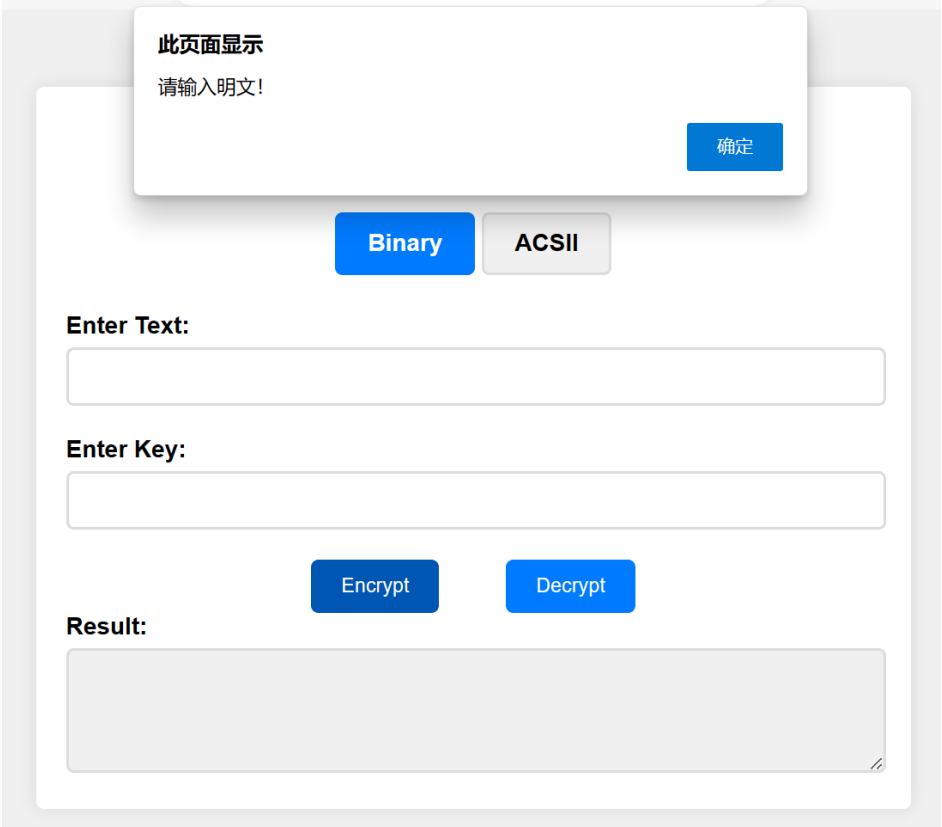 此页面显示
请输入明文！
确定
Binary ACSII
Enter Text:
Enter Key:
Encrypt Decrypt
Result: